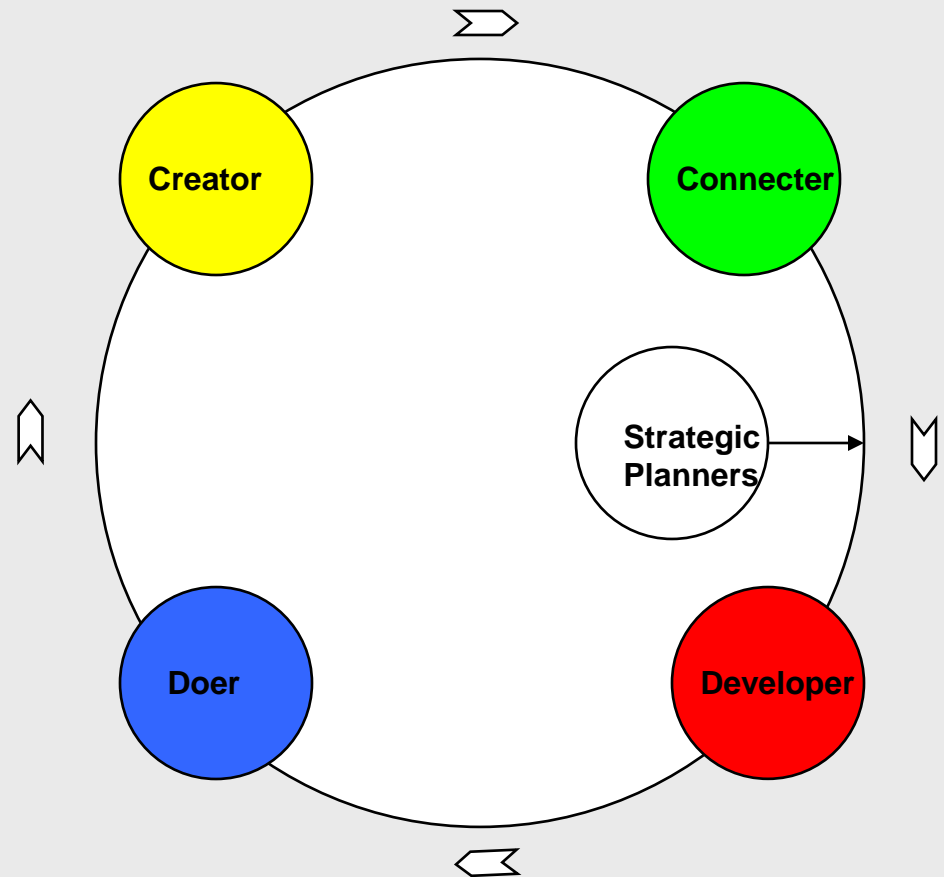 Creator
Connecter
Strategic
Planners
Doer
Developer